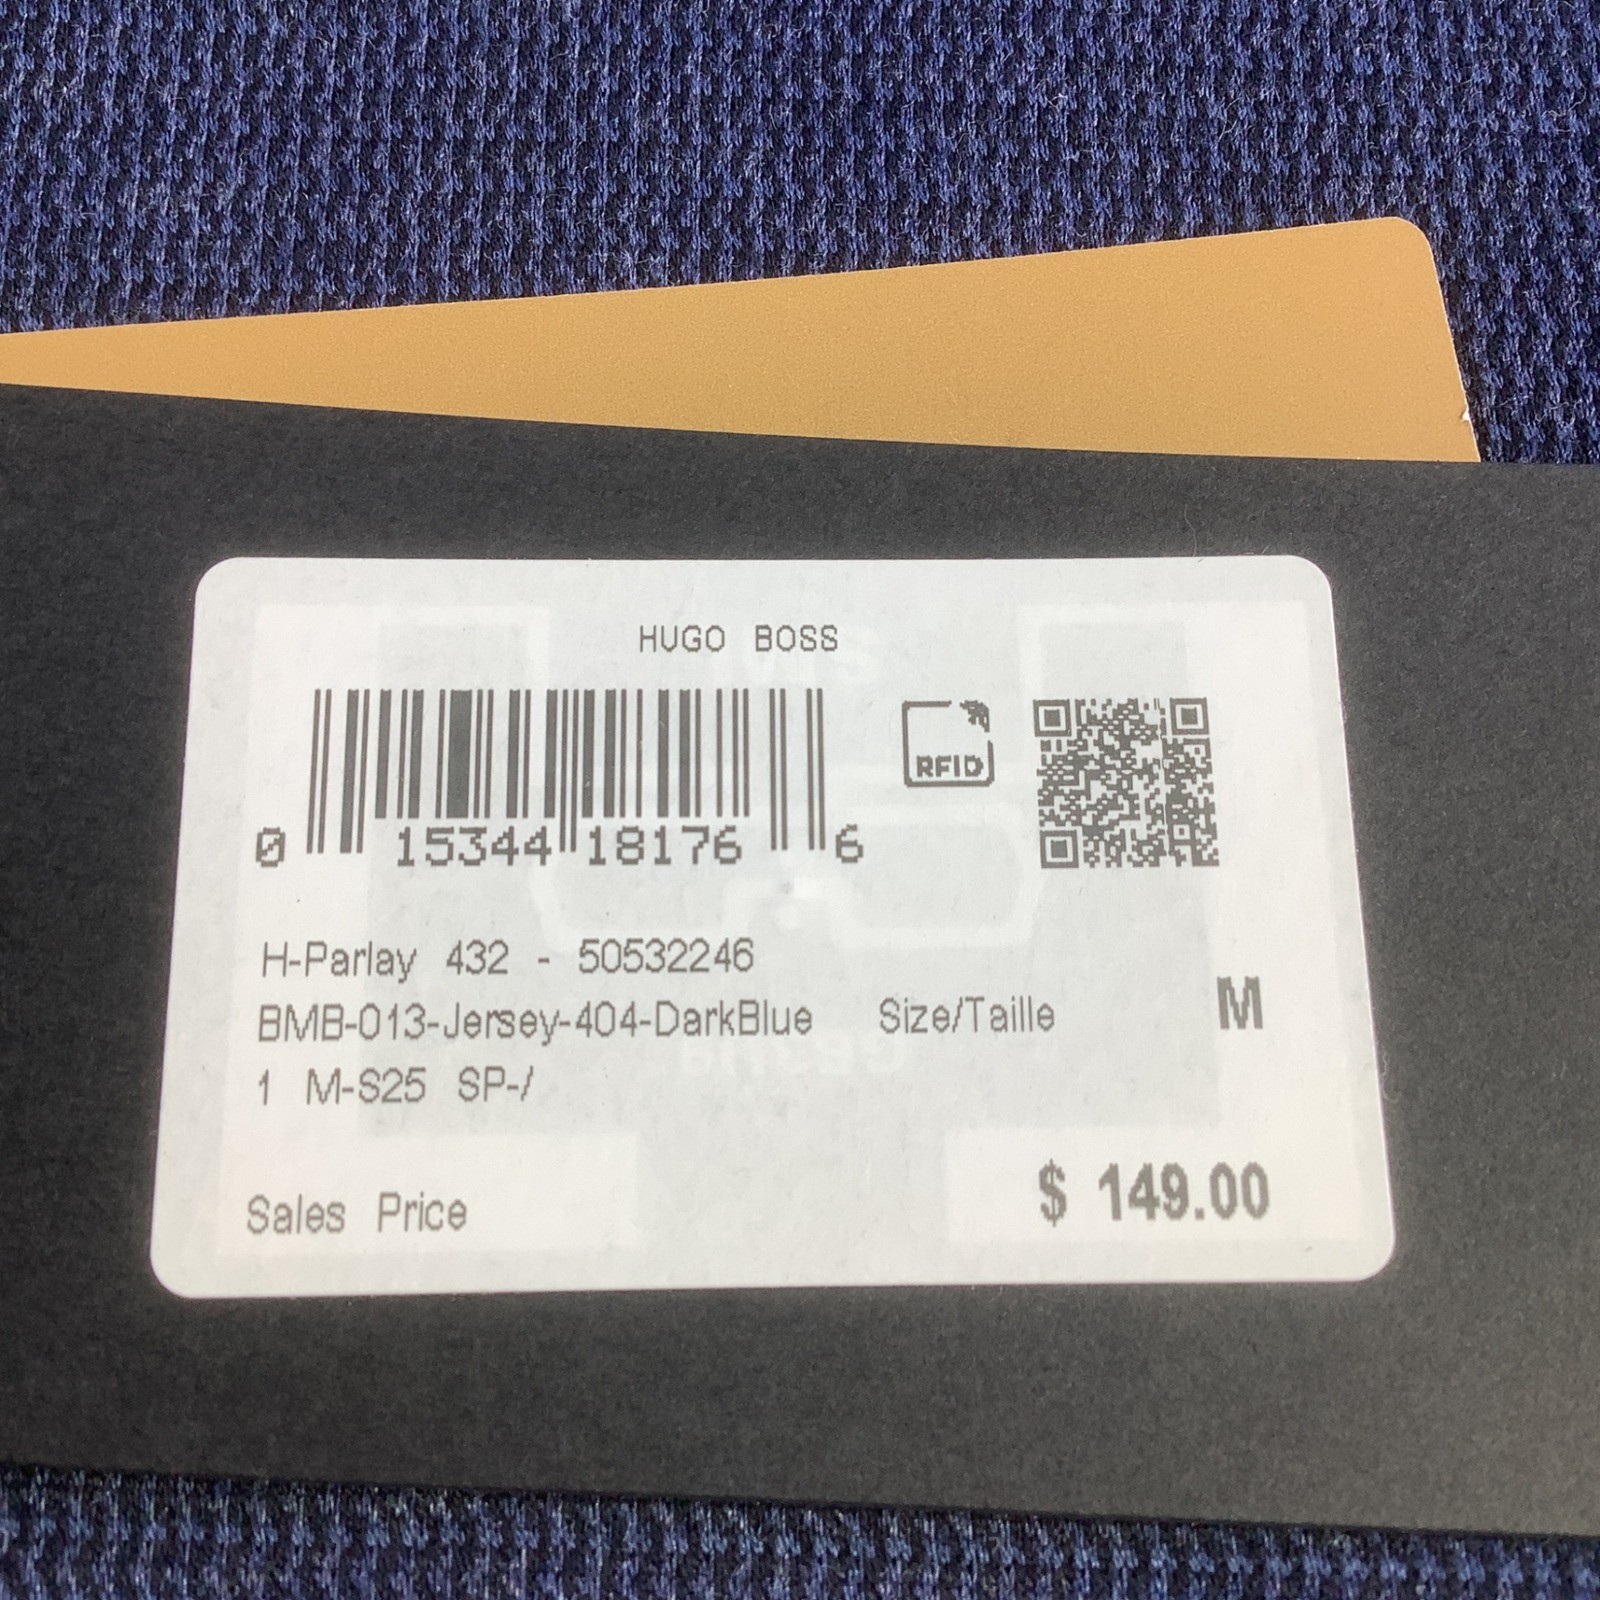 HUGO BOSS
RFID
0 15344 18176 6
H-Parlay 432 - 50532246
BMB-013-Jersey-404-DarkBlue Size/Taille M
1 M-S25 SP-/
Sales Price $ 149.00